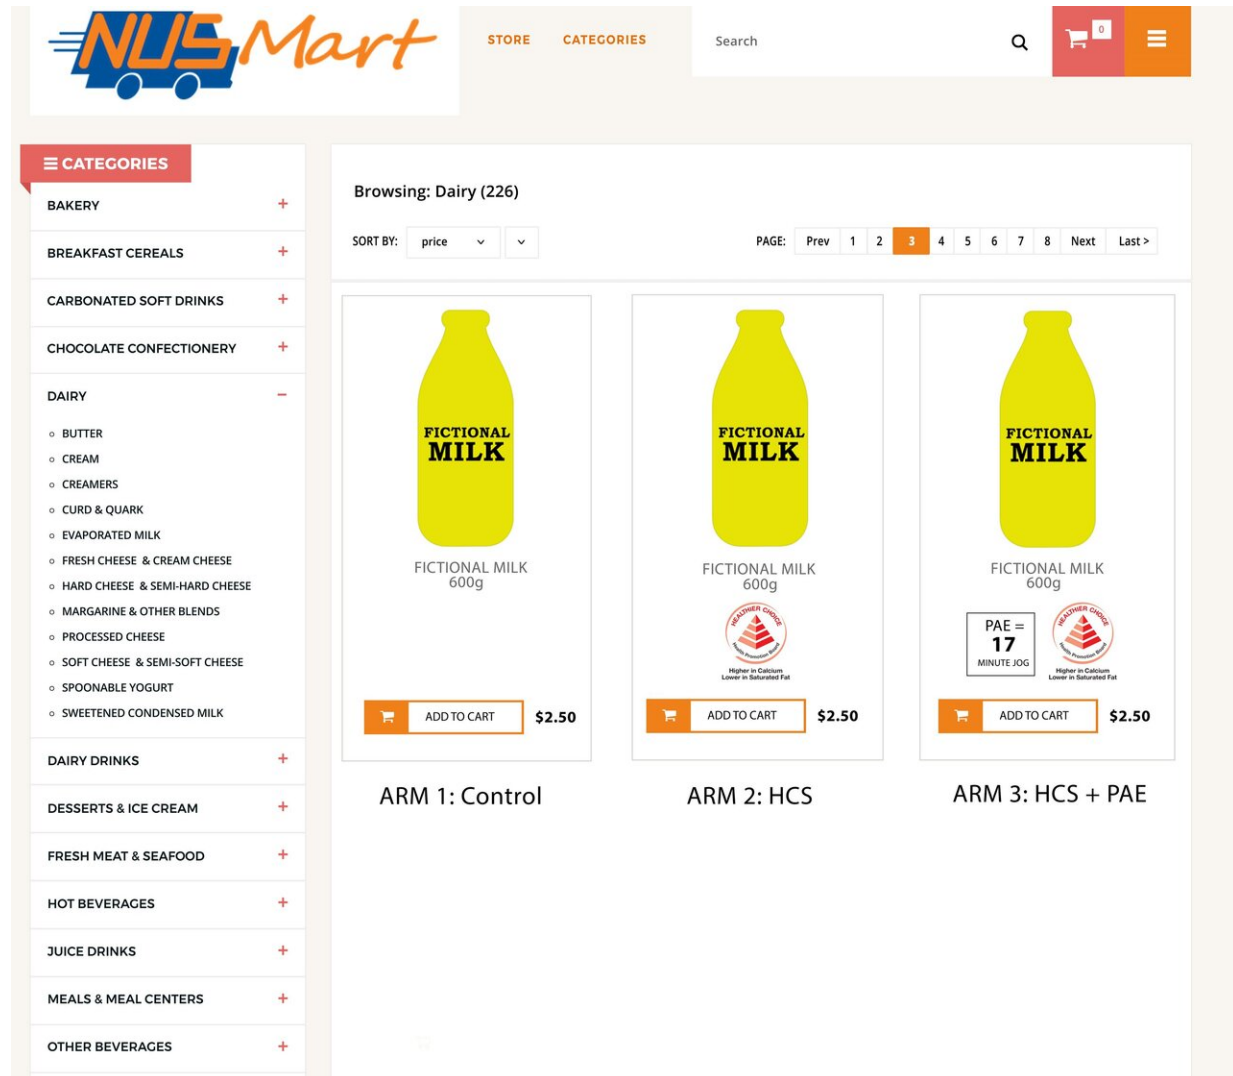 NUSMart
STORE CATEGORIES Search 0
CATEGORIES
BAKERY +
BREAKFAST CEREALS +
CARBONATED SOFT DRINKS +
CHOCOLATE CONFECTIONERY +
DAIRY −
BUTTER
CREAM
CREAMERS
CURD & QUARK
EVAPORATED MILK
FRESH CHEESE & CREAM CHEESE
HARD CHEESE & SEMI-HARD CHEESE
MARGARINE & OTHER BLENDS
PROCESSED CHEESE
SOFT CHEESE & SEMI-SOFT CHEESE
SPOONABLE YOGURT
SWEETENED CONDENSED MILK
DAIRY DRINKS +
DESSERTS & ICE CREAM +
FRESH MEAT & SEAFOOD +
HOT BEVERAGES +
JUICE DRINKS +
MEALS & MEAL CENTERS +
OTHER BEVERAGES +
Browsing: Dairy (226)
SORT BY: price
PAGE: Prev 1 2 3 4 5 6 7 8 Next Last >
FICTIONAL
MILK
FICTIONAL MILK
600g
ADD TO CART $2.50
ARM 1: Control
FICTIONAL
MILK
FICTIONAL MILK
600g
HEALTHIER CHOICE
Health Promotion Board
Higher in Calcium
Lower in Saturated Fat
ADD TO CART $2.50
ARM 2: HCS
FICTIONAL
MILK
FICTIONAL MILK
600g
PAE =
17
MINUTE JOG
HEALTHIER CHOICE
Health Promotion Board
Higher in Calcium
Lower in Saturated Fat
ADD TO CART $2.50
ARM 3: HCS + PAE